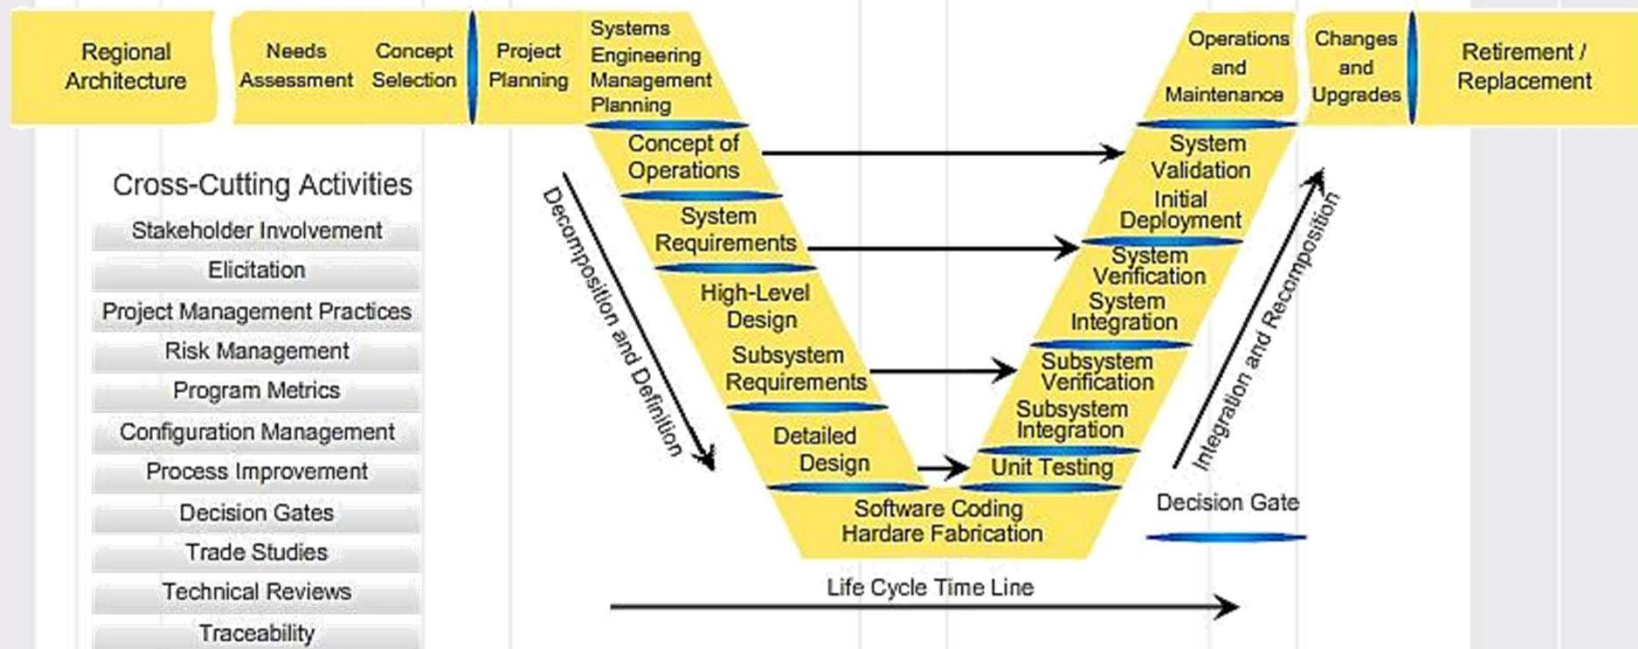 Regional
Architecture
Needs
Assessment
Concept
Selection
Project
Planning
Systems
Engineering
Management
Planning
Operations
and
Maintenance
Changes
and
Upgrades
Retirement /
Replacement
Cross-Cutting Activities
Stakeholder Involvement
Elicitation
Project Management Practices
Risk Management
Program Metrics
Configuration Management
Process Improvement
Decision Gates
Trade Studies
Technical Reviews
Traceability
Decomposition and Definition
Concept of
Operations
System
Requirements
High-Level
Design
Subsystem
Requirements
Detailed
Design
Software Coding
Hardare Fabrication
System
Validation
Initial
Deployment
System
Verification
System
Integration
Subsystem
Verification
Subsystem
Integration
Unit Testing
Integration and Recomposition
Decision Gate
Life Cycle Time Line